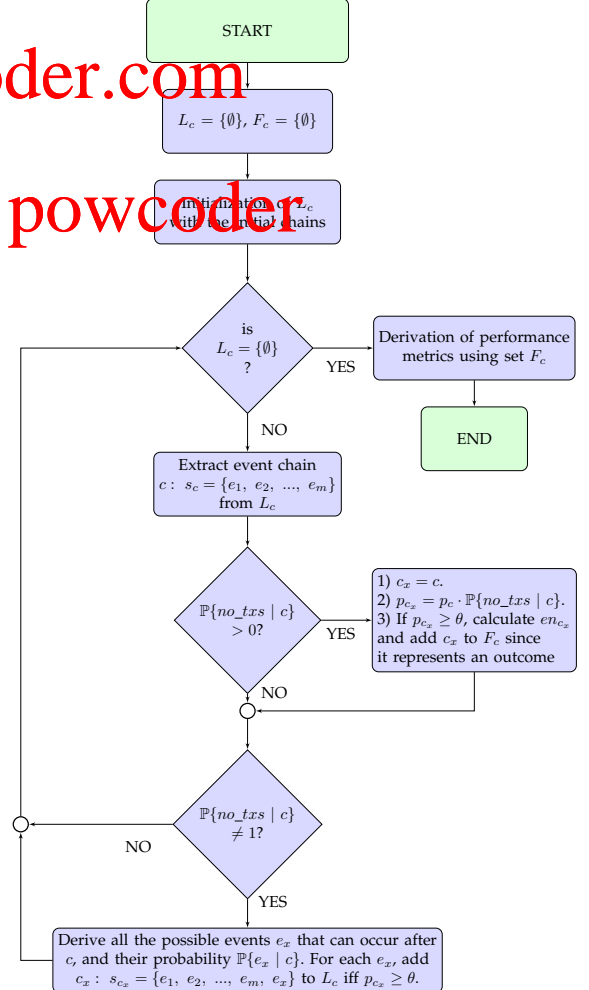 START
oder.com
L_c = {∅}, F_c = {∅}
powcoder
Initialization of L_c
with the initial chains
is
L_c = {∅}
?
YES
Derivation of performance
metrics using set F_c
END
NO
Extract event chain
c : s_c = {e_1, e_2, ..., e_m}
from L_c
ℙ{no_txs | c}
> 0?
YES
1) c_x = c.
2) p_{c_x} = p_c · ℙ{no_txs | c}.
3) If p_{c_x} ≥ θ, calculate en_{c_x}
and add c_x to F_c since
it represents an outcome
NO
ℙ{no_txs | c}
≠ 1?
NO
YES
Derive all the possible events e_x that can occur after
c, and their probability ℙ{e_x | c}. For each e_x, add
c_x : s_{c_x} = {e_1, e_2, ..., e_m, e_x} to L_c iff p_{c_x} ≥ θ.